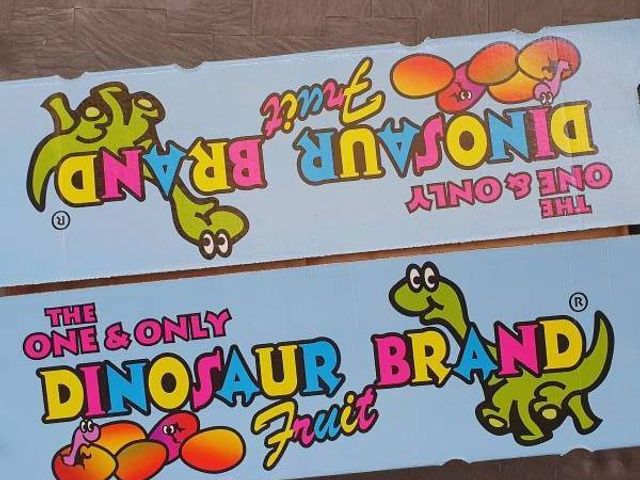 THE
ONE & ONLY
DINOSAUR BRAND ®
Fruit
THE
ONE & ONLY
DINOSAUR BRAND ®
Fruit